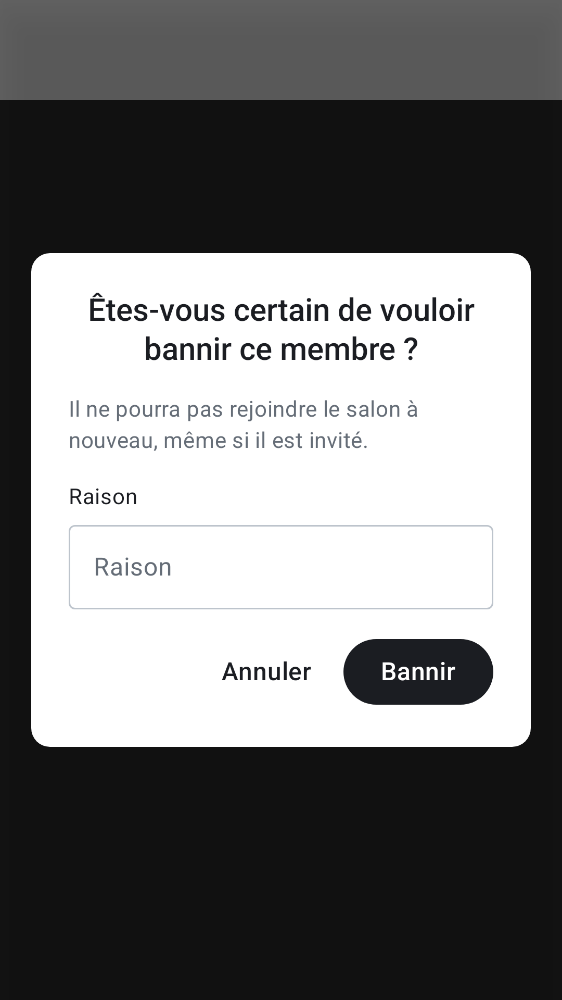 Êtes-vous certain de vouloir
bannir ce membre ?
Il ne pourra pas rejoindre le salon à
nouveau, même si il est invité.
Raison
Raison
Annuler
Bannir